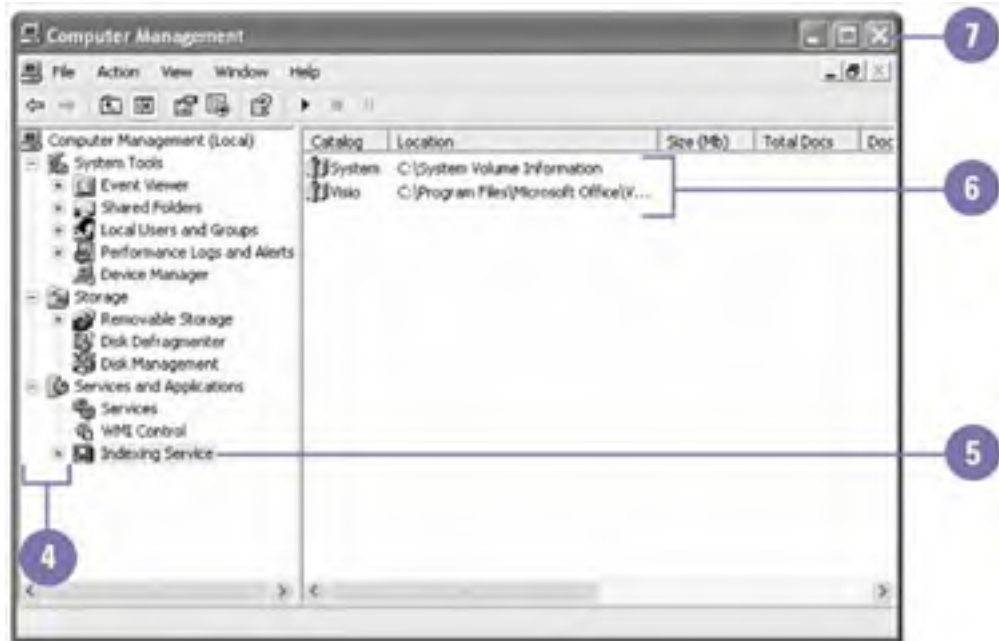 Computer Management
7
File Action View Window Help
Computer Management (Local)
System Tools
Event Viewer
Shared Folders
Local Users and Groups
Performance Logs and Alerts
Device Manager
Storage
Removable Storage
Disk Defragmenter
Disk Management
Services and Applications
Services
WMI Control
Indexing Service
Catalog Location Size (Mb) Total Docs Doc
System C:\System Volume Information
Visio C:\Program Files\Microsoft Office\
6
5
4